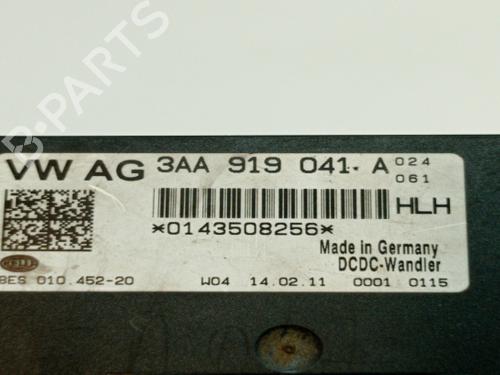 VW AG 3AA 919 041 A 024
061
HLH
*0143508256*
Made in Germany
DCDC-Wandler
HELLA
8ES 010.452-20 W04 14.02.11 0001 0115
B-PARTS